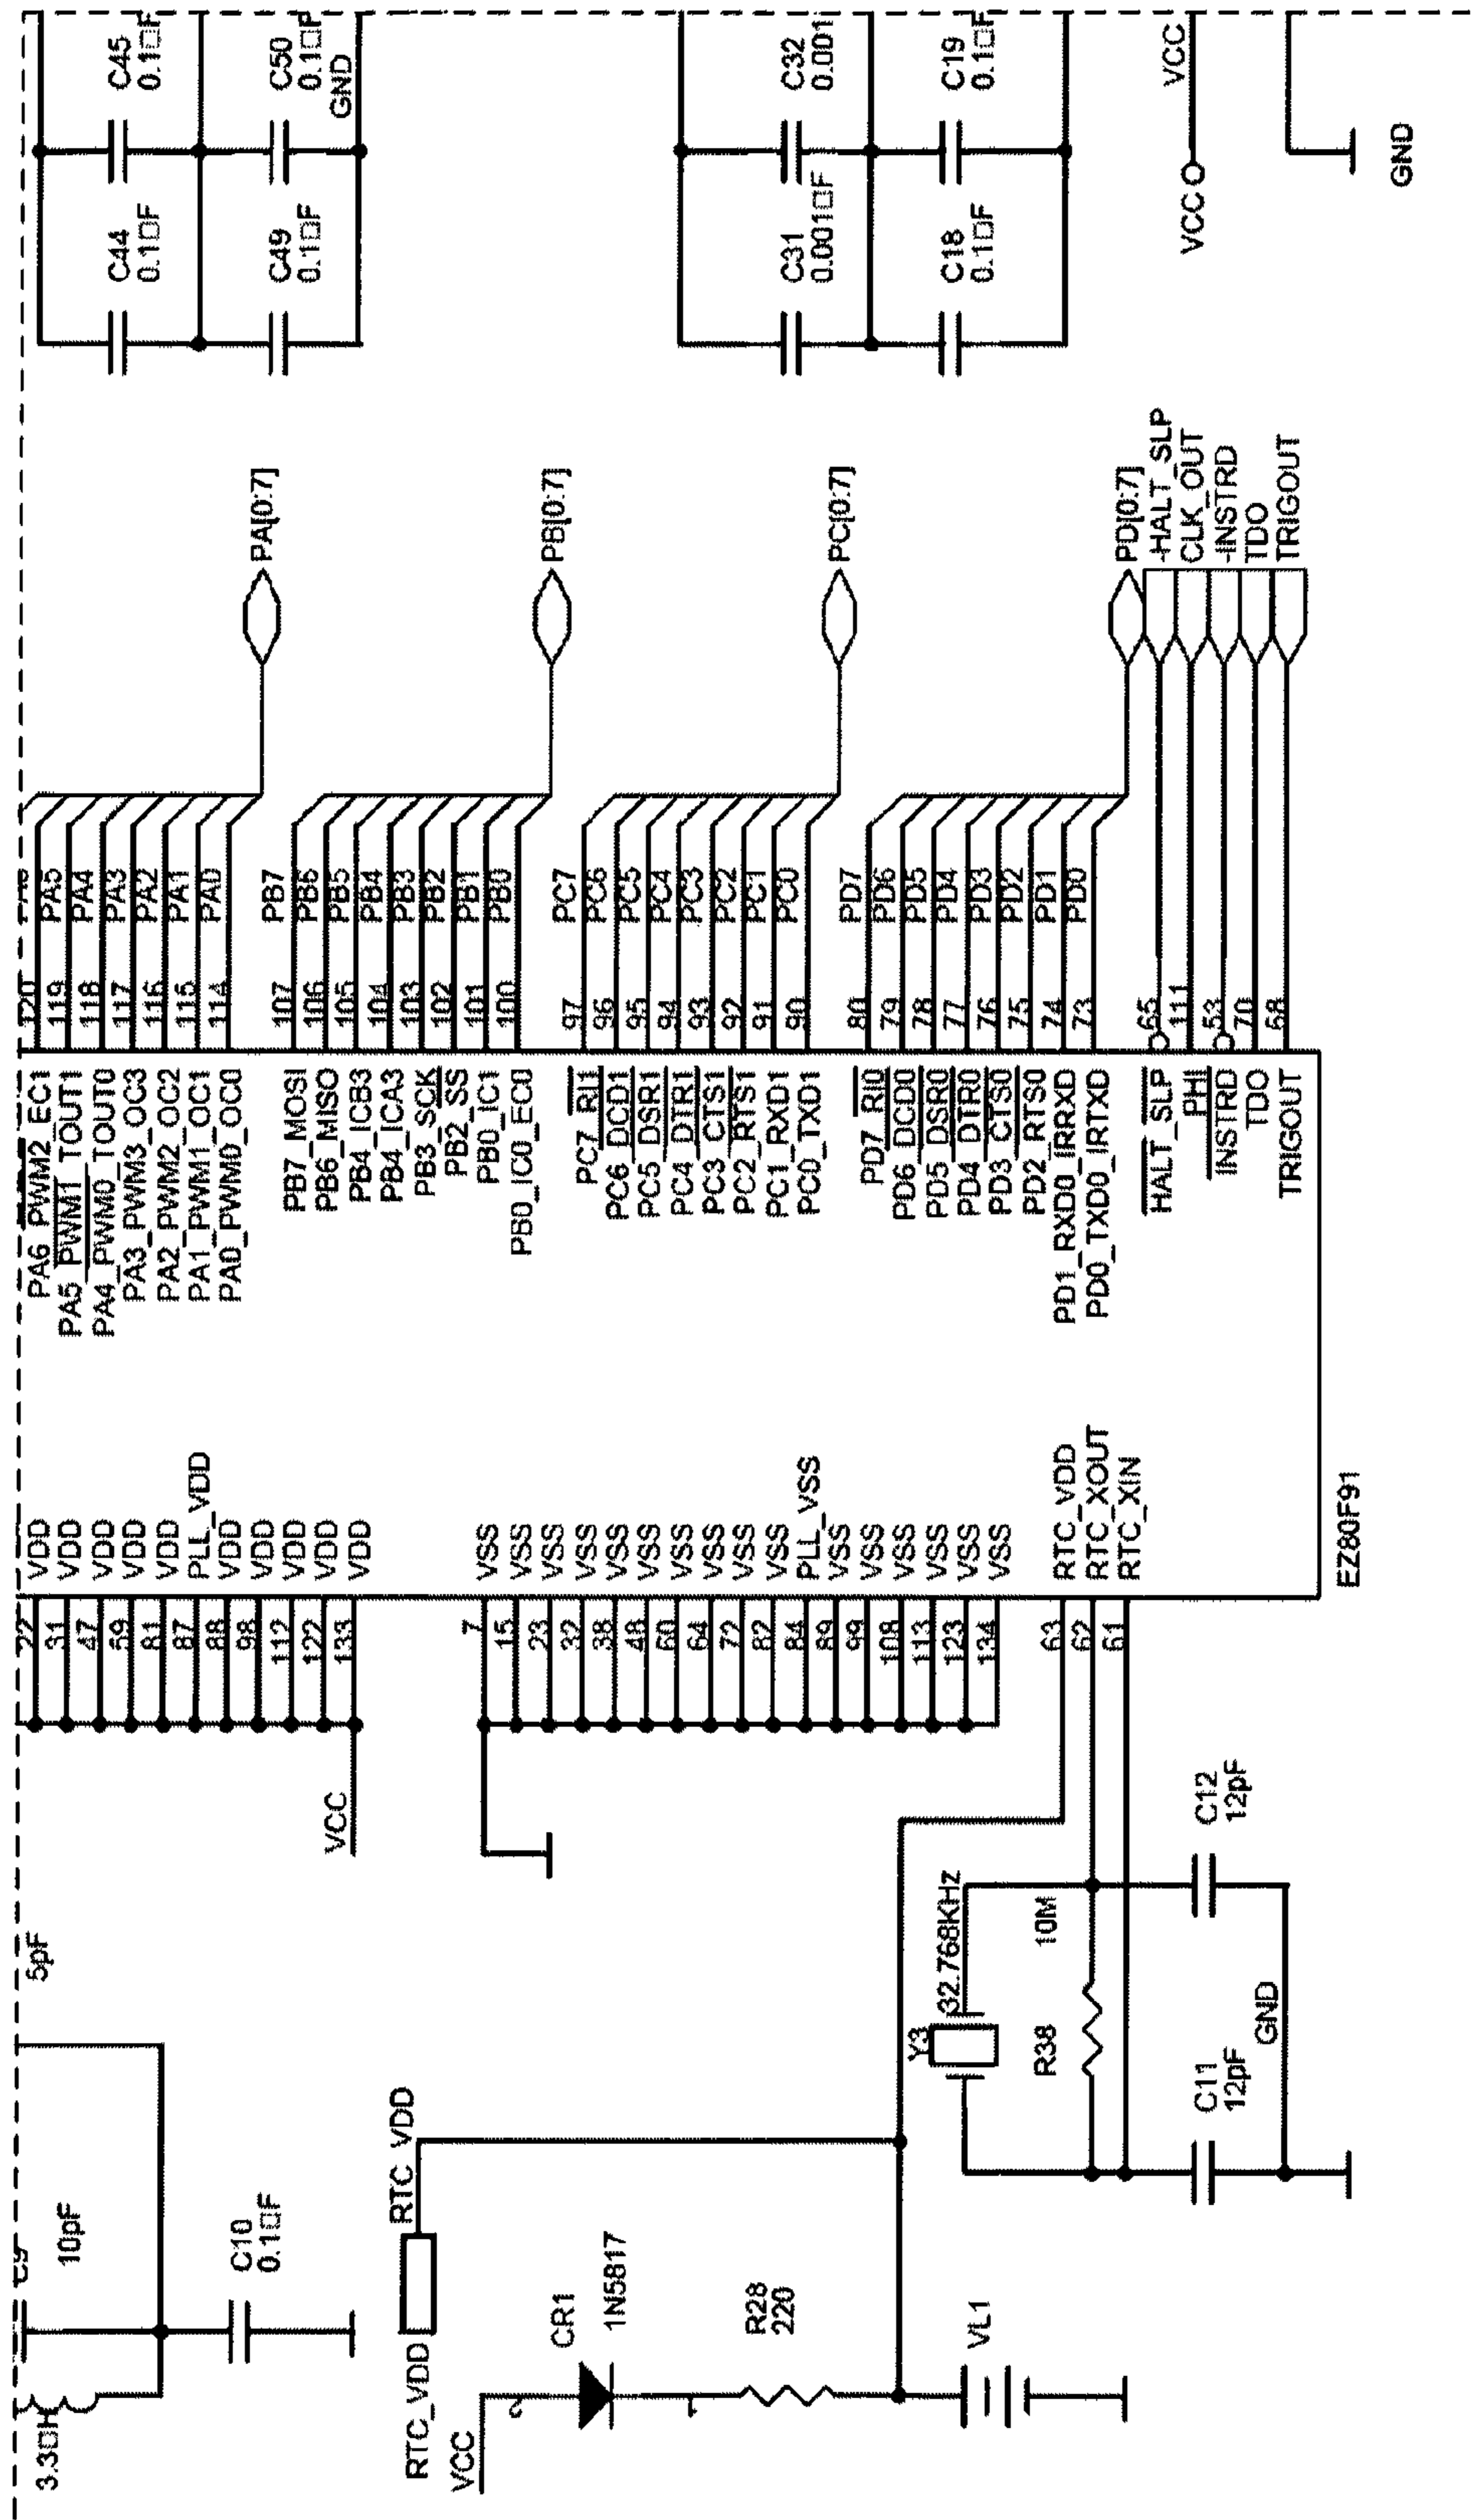 3.3□H
C9
10pF
5pF
C10
0.1□F
RTC_VDD
RTC_VDD
VCC
CR1
1N5817
R28
220
VL1
Y3
32.768KHz
R38
10M
C11
12pF
C12
12pF
GND
VCC
22
31
47
59
81
87
88
98
112
122
133
VDD
VDD
VDD
VDD
VDD
PLL_VDD
VDD
VDD
VDD
VDD
VDD
7
15
23
32
38
48
60
64
72
82
84
89
99
108
113
123
134
VSS
VSS
VSS
VSS
VSS
VSS
VSS
VSS
VSS
VSS
PLL_VSS
VSS
VSS
VSS
VSS
VSS
VSS
63
62
61
RTC_VDD
RTC_XOUT
RTC_XIN
EZ80F91
PA6_PWM2_EC1
PA5_PWM1_TOUT1
PA4_PWM0_TOUT0
PA3_PWM3_OC3
PA2_PWM2_OC2
PA1_PWM1_OC1
PA0_PWM0_OC0
PB7_MOSI
PB6_MISO
PB4_ICB3
PB4_ICA3
PB3_SCK
PB2_SS
PB0_IC1
PB0_IC0_EC0
PC7_RI1
PC6_DCD1
PC5_DSR1
PC4_DTR1
PC3_CTS1
PC2_RTS1
PC1_RXD1
PC0_TXD1
PD7_RI0
PD6_DCD0
PD5_DSR0
PD4_DTR0
PD3_CTS0
PD2_RTS0
PD1_RXD0_IRRXD
PD0_TXD0_IRTXD
HALT_SLP
PHI
INSTRD
TDO
TRIGOUT
120 PA6
119 PA5
118 PA4
117 PA3
116 PA2
115 PA1
114 PA0
107 PB7
106 PB6
105 PB5
104 PB4
103 PB3
102 PB2
101 PB1
100 PB0
97 PC7
96 PC6
95 PC5
94 PC4
93 PC3
92 PC2
91 PC1
90 PC0
80 PD7
79 PD6
78 PD5
77 PD4
76 PD3
75 PD2
74 PD1
73 PD0
65
111
53
70
68
PA[0:7]
PB[0:7]
PC[0:7]
PD[0:7]
-HALT_SLP
CLK_OUT
-INSTRD
TDO
TRIGOUT
C44
0.1□F
C45
0.1□F
C49
0.1□F
C50
0.1□F
GND
C31
0.001□F
C32
0.001
C18
0.1□F
C19
0.1□F
VCC
VCC
GND